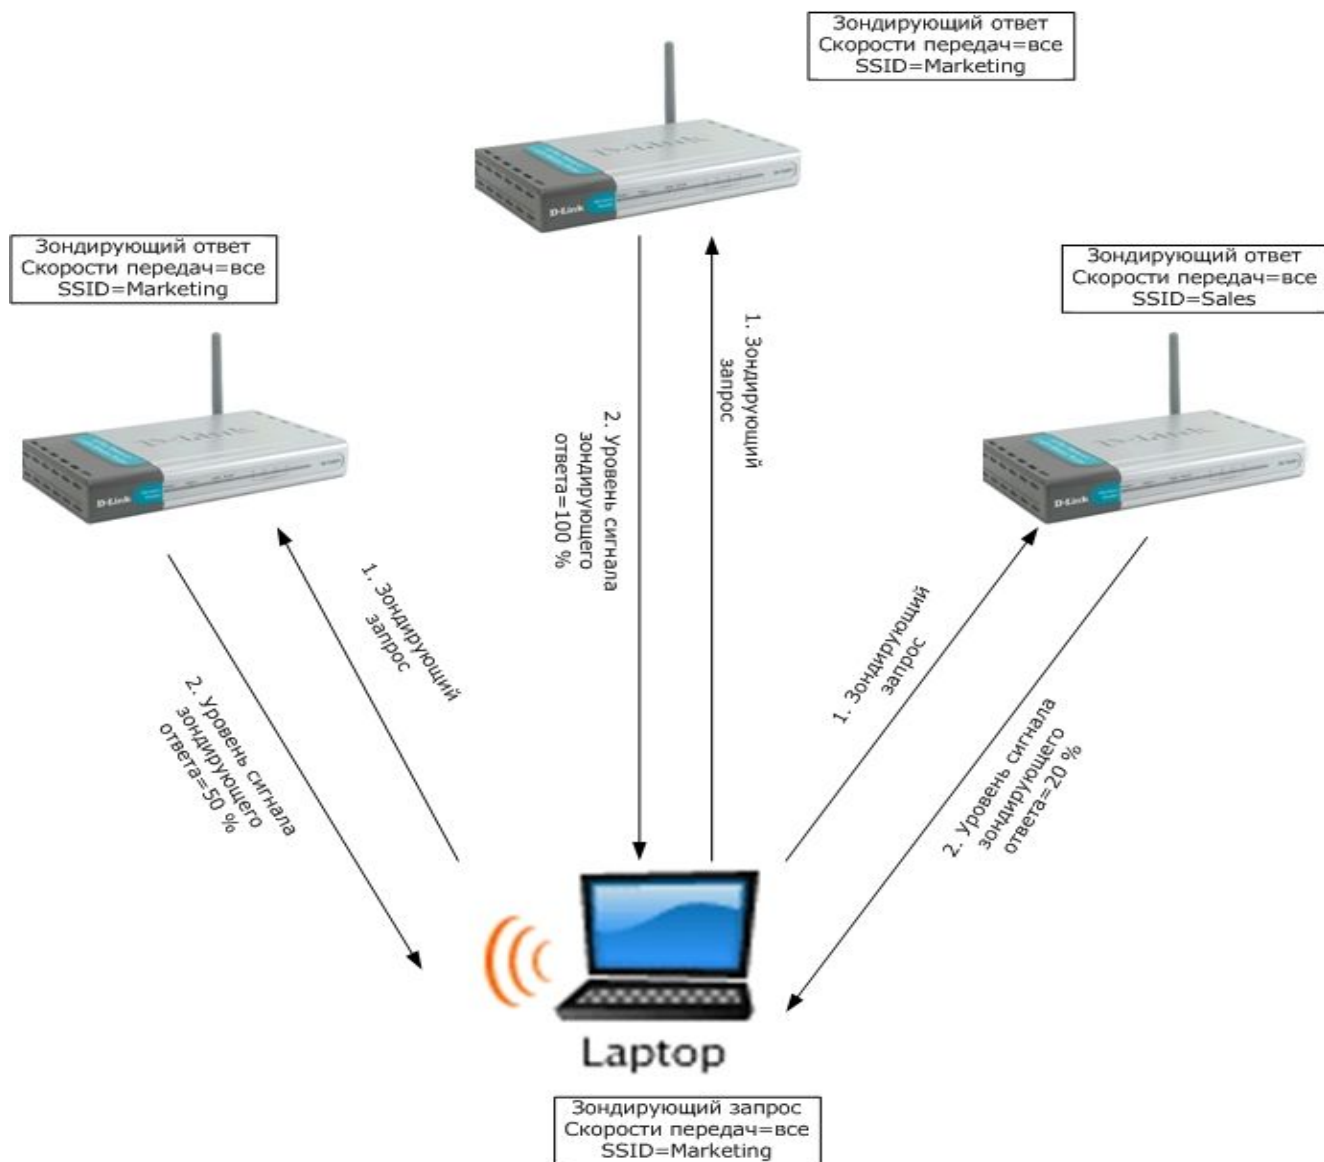 Зондирующий ответ
Скорости передач=все
SSID=Marketing
D-Link
D-Link
Зондирующий ответ
Скорости передач=все
SSID=Marketing
D-Link
D-Link
Зондирующий ответ
Скорости передач=все
SSID=Sales
D-Link
D-Link
1. Зондирующий
запрос
2. Уровень сигнала
зондирующего
ответа=50 %
2. Уровень сигнала
зондирующего
ответа=100 %
1. Зондирующий
запрос
1. Зондирующий
запрос
2. Уровень сигнала
зондирующего
ответа=20 %
Laptop
Зондирующий запрос
Скорости передач=все
SSID=Marketing